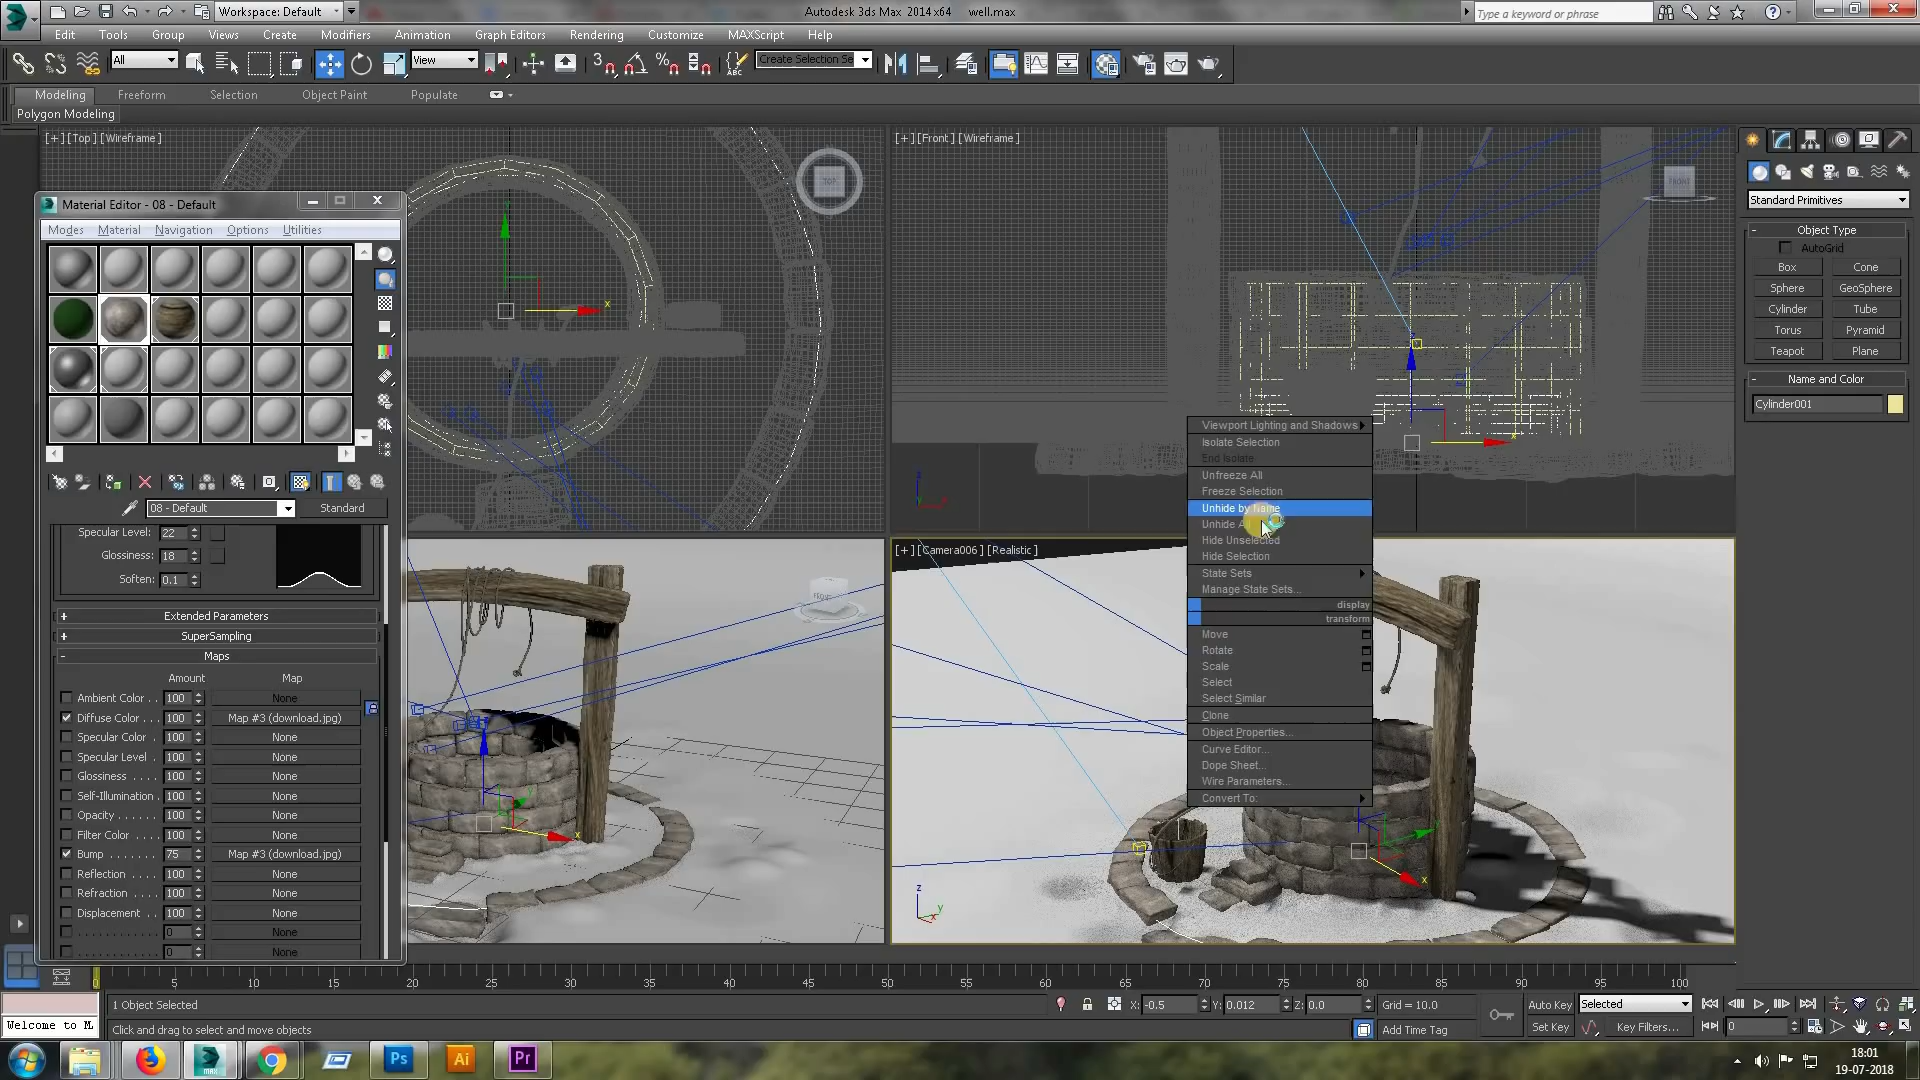 Workspace: Default
Autodesk 3ds Max 2014 x64
well.max
Type a keyword or phrase
Edit
Tools
Group
Views
Create
Modifiers
Animation
Graph Editors
Rendering
Customize
MAXScript
Help
All
View
Create Selection Se
Modeling
Freeform
Selection
Object Paint
Populate
Polygon Modeling
[+] [Top] [Wireframe]
[+] [Front] [Wireframe]
TOP
FRONT
Material Editor - 08 - Default
Modes
Material
Navigation
Options
Utilities
08 - Default
Standard
Specular Level:
22
Glossiness:
18
Soften:
0.1
+ Extended Parameters
+ SuperSampling
- Maps
Amount
Map
Ambient Color . .
100
None
Diffuse Color . . .
100
Map #3 (download.jpg)
Specular Color .
100
None
Specular Level .
100
None
Glossiness . . . .
100
None
Self-Illumination .
100
None
Opacity . . . . . .
100
None
Filter Color . . . .
100
None
Bump . . . . . . .
75
Map #3 (download.jpg)
Reflection . . . .
100
None
Refraction . . . .
100
None
Displacement . .
100
None
0
None
0
None
FRONT
[+] [Camera006] [Realistic]
Viewport Lighting and Shadows
Isolate Selection
End Isolate
Unfreeze All
Freeze Selection
Unhide by Name
Unhide
Hide Unselected
Hide Selection
State Sets
Manage State Sets...
display
transform
Move
Rotate
Scale
Select
Select Similar
Clone
Object Properties...
Curve Editor...
Dope Sheet...
Wire Parameters...
Convert To:
Standard Primitives
- Object Type
AutoGrid
Box
Cone
Sphere
GeoSphere
Cylinder
Tube
Torus
Pyramid
Teapot
Plane
- Name and Color
Cylinder001
0 5 10 15 20 25 30 35 40 45 50 55 60 65 70 75 80 85 90 95 100
1 Object Selected
X: -0.5
Y: 0.012
Z: 0.0
Grid = 10.0
Auto Key
Selected
Welcome to M
Click and drag to select and move objects
Add Time Tag
Set Key
Key Filters...
0
MAX
Ps
Ai
Pr
18:01
19-07-2018